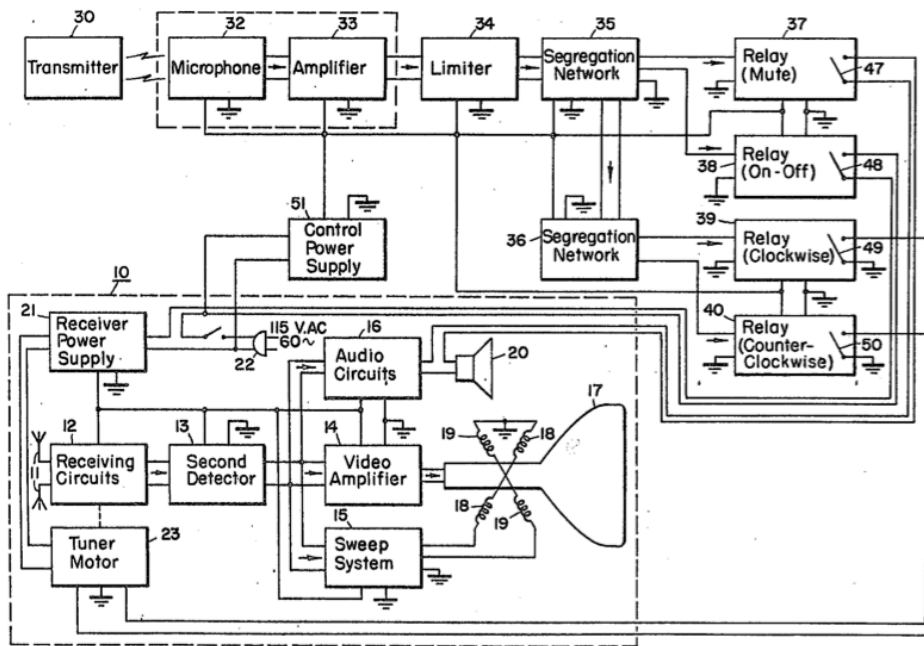 30
Transmitter
32
Microphone
33
Amplifier
34
Limiter
35
Segregation
Network
37
Relay
(Mute)
47
38
Relay
(On-Off)
48
51
Control
Power
Supply
36
Segregation
Network
39
Relay
(Clockwise)
49
40
Relay
(Counter-
Clockwise)
50
10
21
Receiver
Power
Supply
115 V.AC
60~
22
16
Audio
Circuits
20
17
12
Receiving
Circuits
11
13
Second
Detector
14
Video
Amplifier
19
18
18
19
15
Sweep
System
Tuner
Motor
23